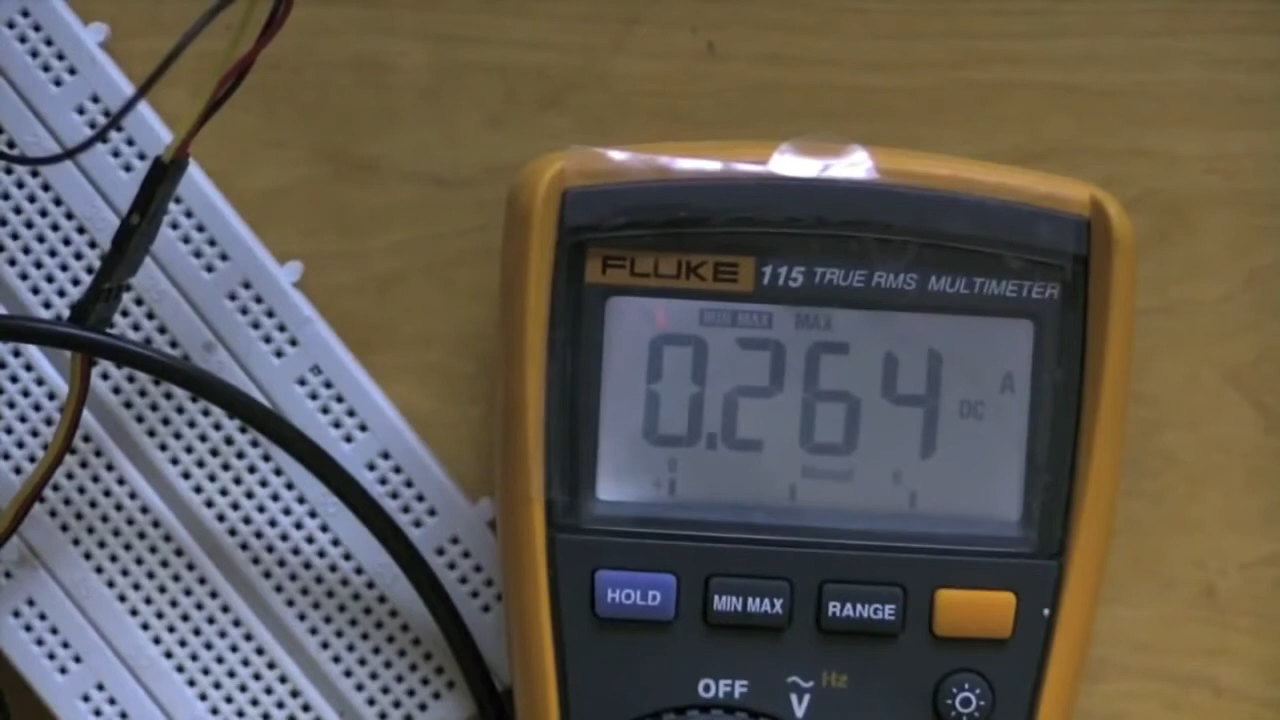 FLUKE 115 TRUE RMS MULTIMETER
MIN MAX MAX
0.264 DC A
HOLD MIN MAX RANGE
OFF V Hz